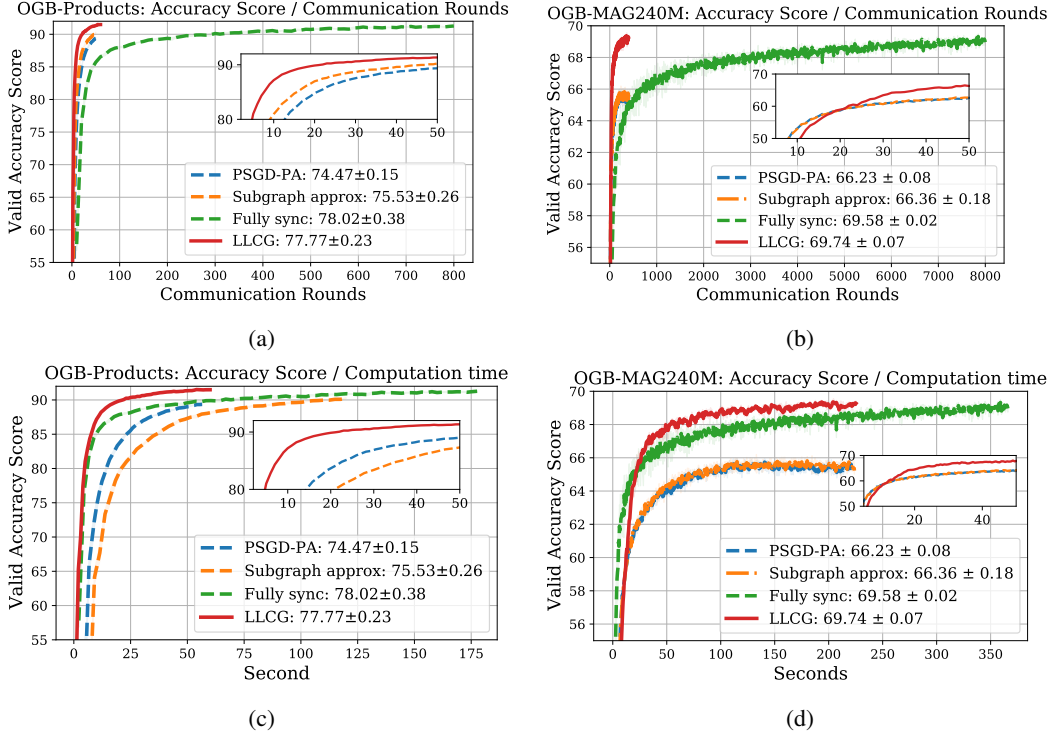 OGB-Products: Accuracy Score / Communication Rounds
Valid Accuracy Score
90
85
80
75
70
65
60
55
90
80
10 20 30 40 50
PSGD-PA: 74.47±0.15
Subgraph approx: 75.53±0.26
Fully sync: 78.02±0.38
LLCG: 77.77±0.23
0 100 200 300 400 500 600 700 800
Communication Rounds
(a)
OGB-MAG240M: Accuracy Score / Communication Rounds
Valid Accuracy Score
70
68
66
64
62
60
58
56
70
60
50
10 20 30 40 50
PSGD-PA: 66.23 ± 0.08
Subgraph approx: 66.36 ± 0.18
Fully sync: 69.58 ± 0.02
LLCG: 69.74 ± 0.07
0 1000 2000 3000 4000 5000 6000 7000 8000
Communication Rounds
(b)
OGB-Products: Accuracy Score / Computation time
Valid Accuracy Score
90
85
80
75
70
65
60
55
90
80
10 20 30 40 50
PSGD-PA: 74.47±0.15
Subgraph approx: 75.53±0.26
Fully sync: 78.02±0.38
LLCG: 77.77±0.23
0 25 50 75 100 125 150 175
Second
(c)
OGB-MAG240M: Accuracy Score / Computation time
Valid Accuracy Score
70
68
66
64
62
60
58
56
70
60
50
20 40
PSGD-PA: 66.23 ± 0.08
Subgraph approx: 66.36 ± 0.18
Fully sync: 69.58 ± 0.02
LLCG: 69.74 ± 0.07
0 50 100 150 200 250 300 350
Seconds
(d)